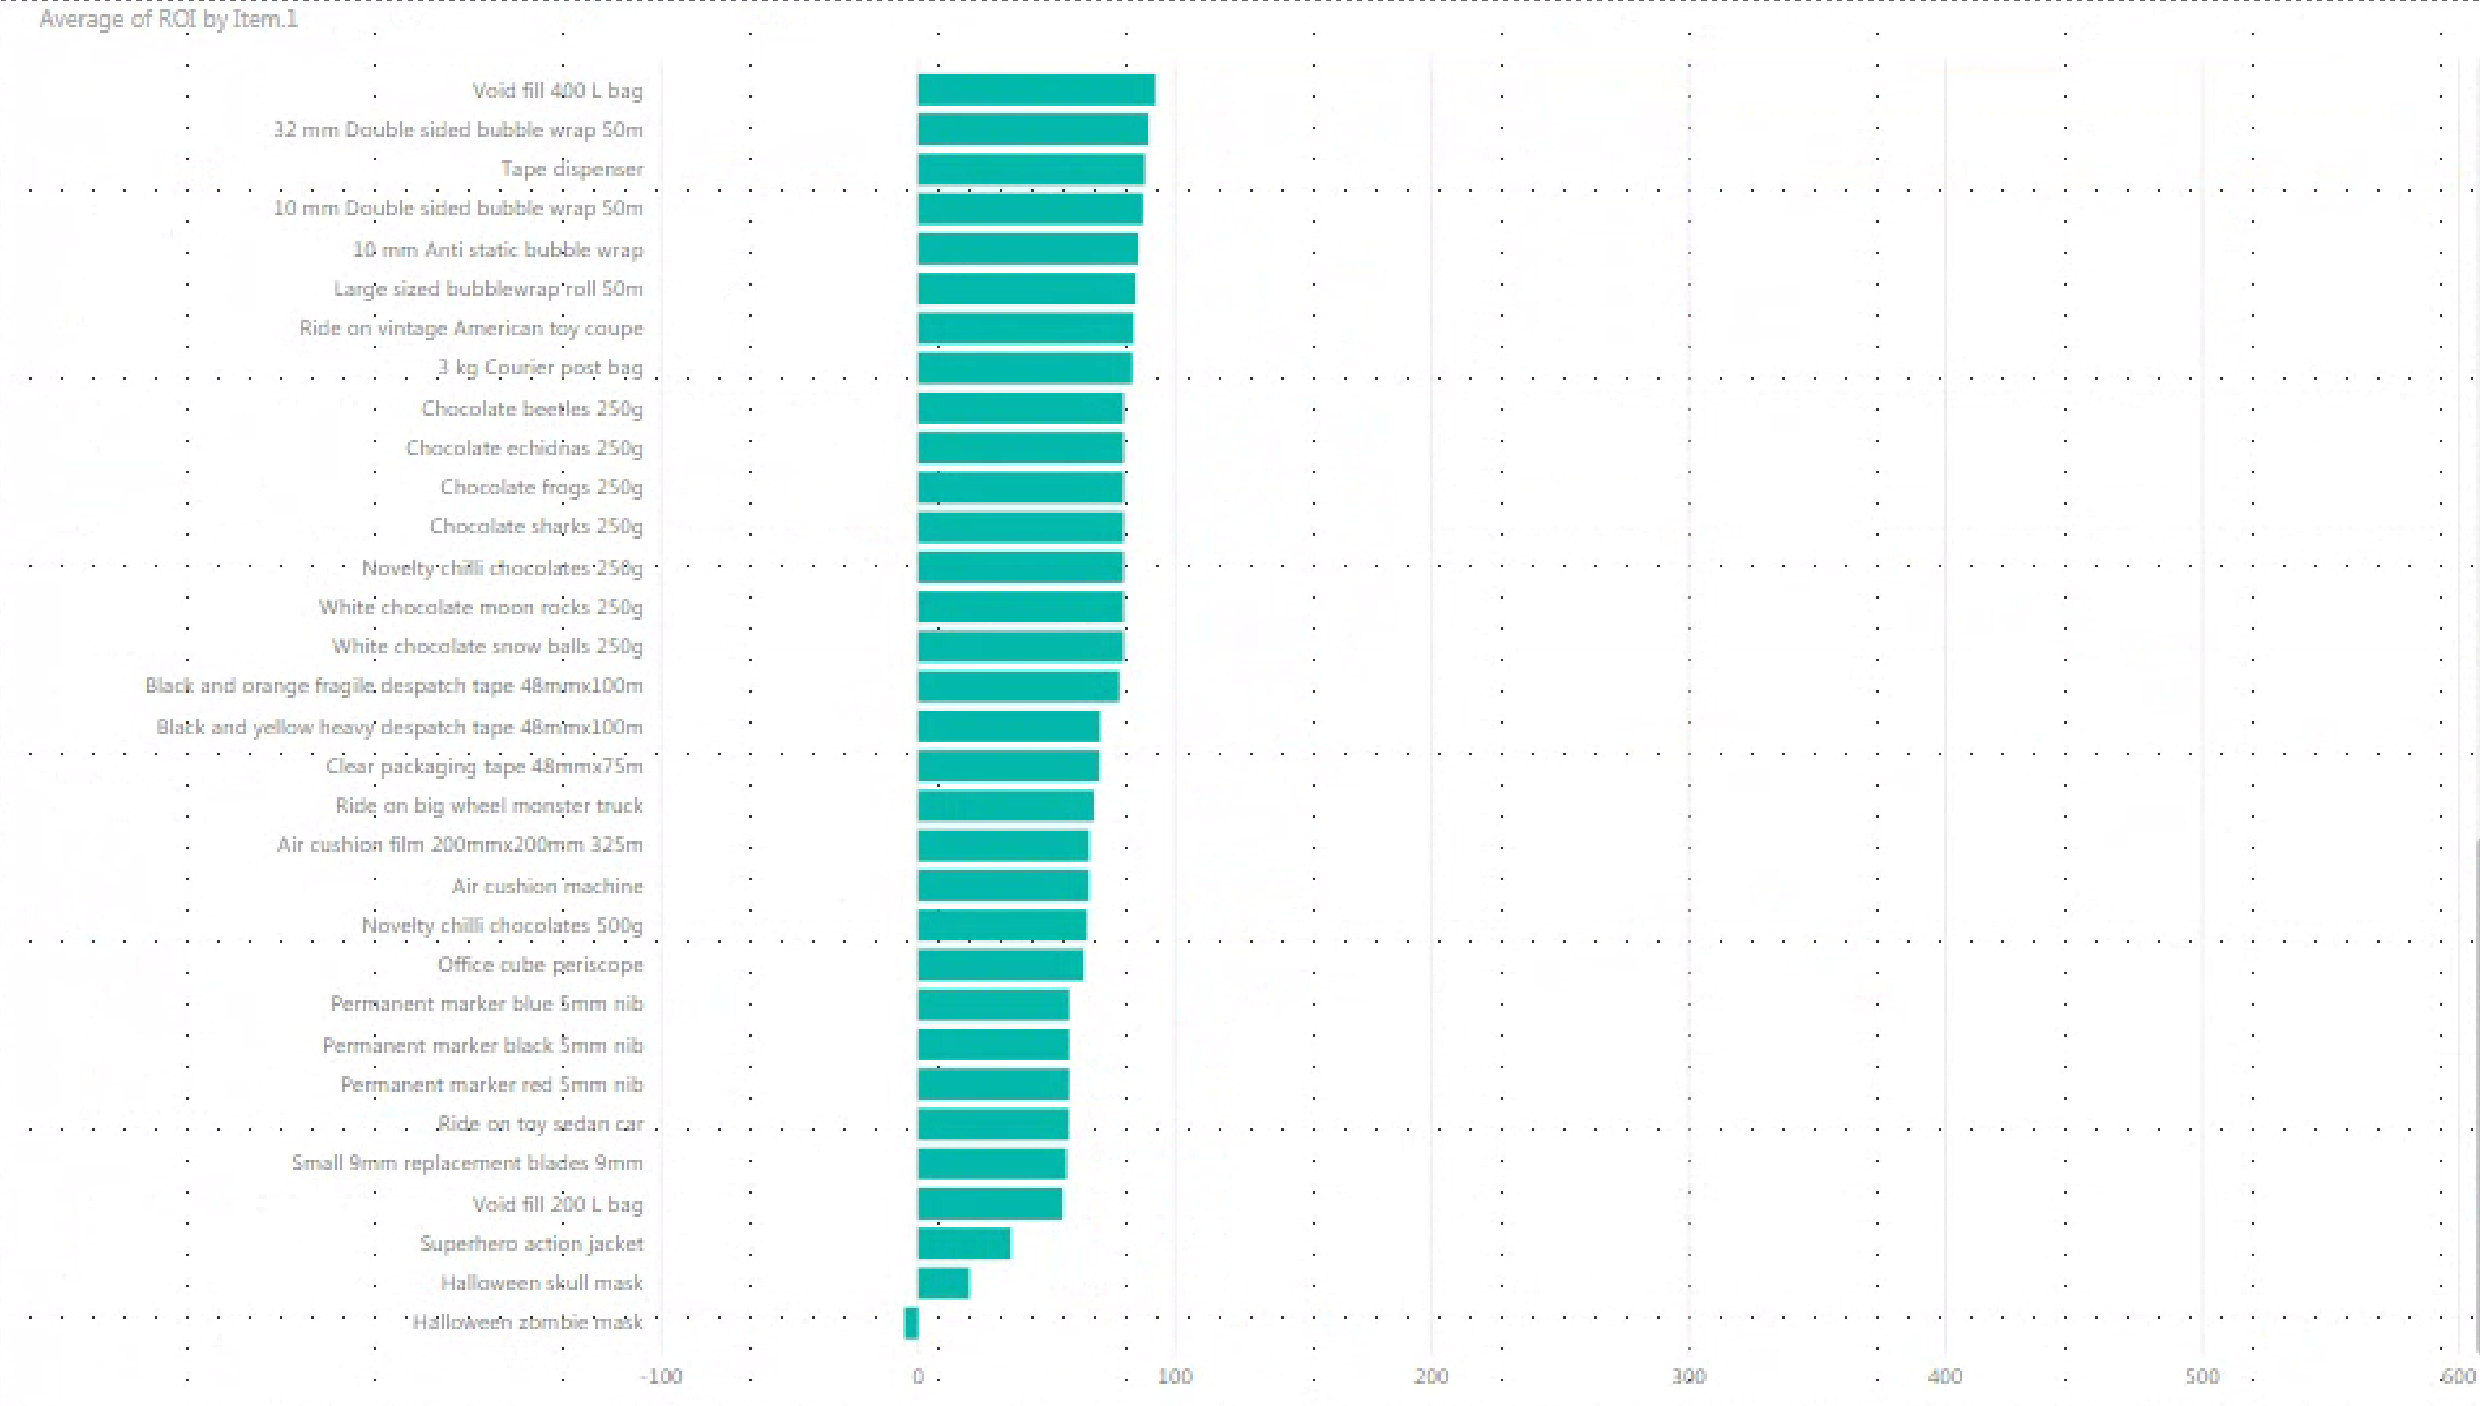 Average of ROI by Item.1
Void fill 400 L bag
32 mm Double sided bubble wrap 50m
Tape dispenser
10 mm Double sided bubble wrap 50m
10 mm Anti static bubble wrap
Large sized bubblewrap roll 50m
Ride on vintage American toy coupe
3 kg Courier post bag
Chocolate beetles 250g
Chocolate echidnas 250g
Chocolate frogs 250g
Chocolate sharks 250g
Novelty chilli chocolates 250g
White chocolate moon rocks 250g
White chocolate snow balls 250g
Black and orange fragile despatch tape 48mmx100m
Black and yellow heavy despatch tape 48mmx100m
Clear packaging tape 48mmx75m
Ride on big wheel monster truck
Air cushion film 200mmx200mm 325m
Air cushion machine
Novelty chilli chocolates 500g
Office cube periscope
Permanent marker blue 5mm nib
Permanent marker black 5mm nib
Permanent marker red 5mm nib
Ride on toy sedan car
Small 9mm replacement blades 9mm
Void fill 200 L bag
Superhero action jacket
Halloween skull mask
Halloween zombie mask
-100 0 100 200 300 400 500 600